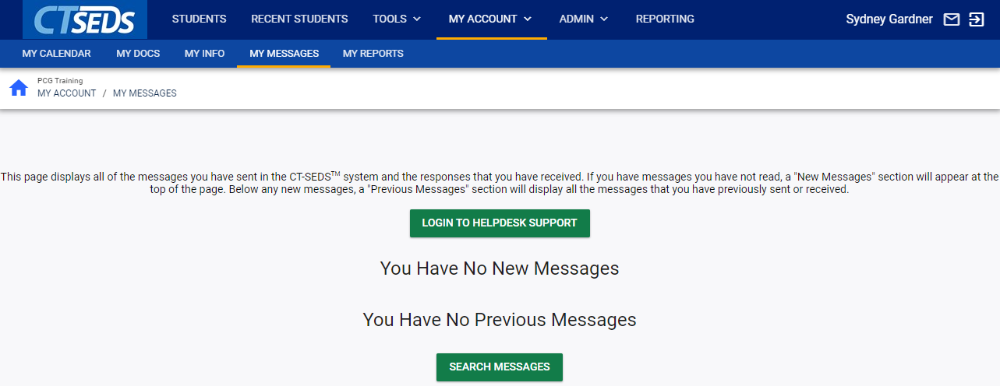 CTSEDS STUDENTS RECENT STUDENTS TOOLS MY ACCOUNT ADMIN REPORTING Sydney Gardner
MY CALENDAR MY DOCS MY INFO MY MESSAGES MY REPORTS
PCG Training
MY ACCOUNT / MY MESSAGES
This page displays all of the messages you have sent in the CT-SEDS™ system and the responses that you have received. If you have messages you have not read, a "New Messages" section will appear at the
top of the page. Below any new messages, a "Previous Messages" section will display all the messages that you have previously sent or received.
LOGIN TO HELPDESK SUPPORT
You Have No New Messages
You Have No Previous Messages
SEARCH MESSAGES